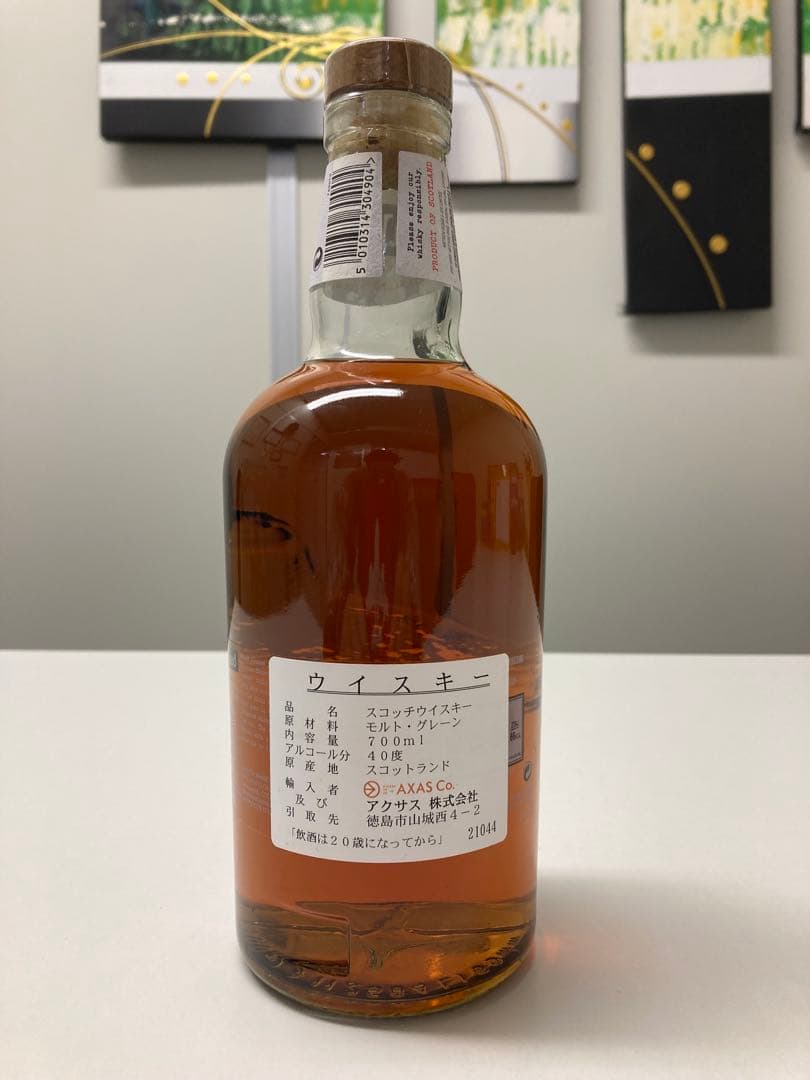 5 010314 304904 >
Please enjoy our
whisky responsibly
PRODUCT OF SCOTLAND
ウイスキー
品名 スコッチウイスキー
原材料 モルト・グレーン
内容量 700ml
アルコール分 40度
原産地 スコットランド
輸入者 AXAS Co.
及び アクサス 株式会社
引取先 徳島市山城西4-2
「飲酒は20歳になってから」 21044